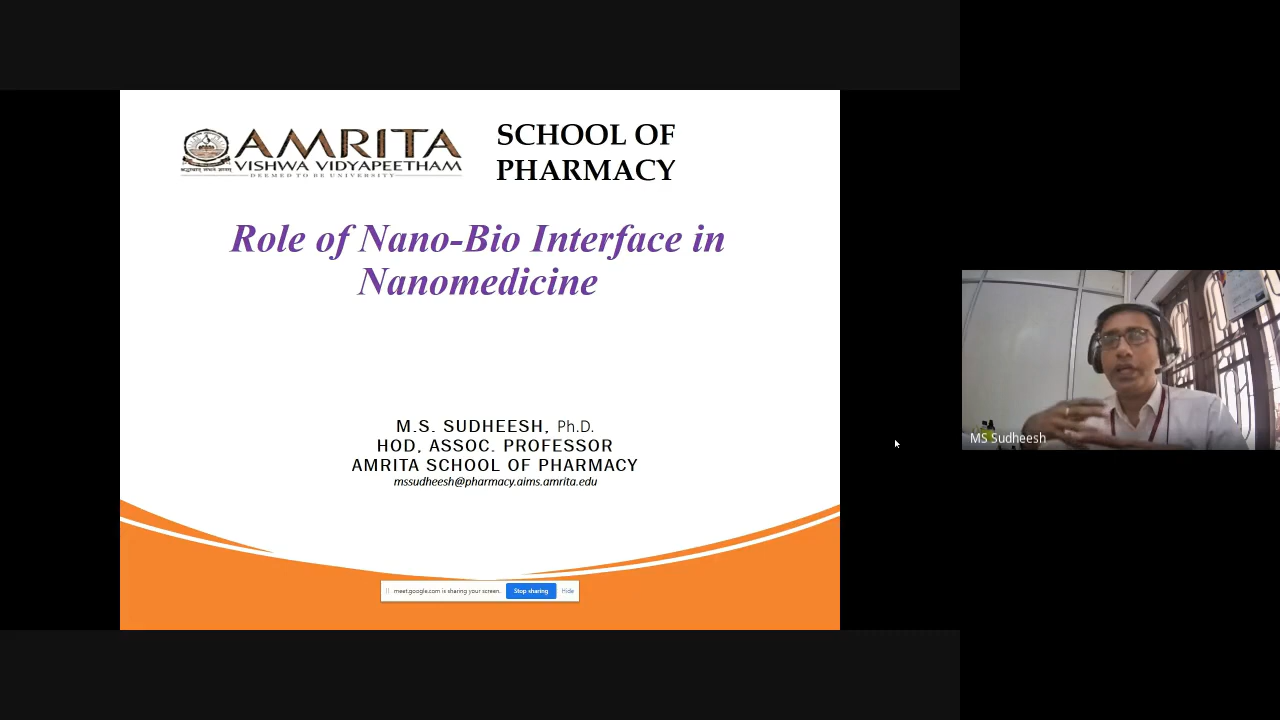 AMRITA
VISHWA VIDYAPEETHAM
DEEMED TO BE UNIVERSITY
SCHOOL OF
PHARMACY
Role of Nano-Bio Interface in
Nanomedicine
M.S. SUDHEESH, Ph.D.
HOD, ASSOC. PROFESSOR
AMRITA SCHOOL OF PHARMACY
mssudheesh@pharmacy.aims.amrita.edu
meet.google.com is sharing your screen.
Stop sharing
Hide
MS Sudheesh